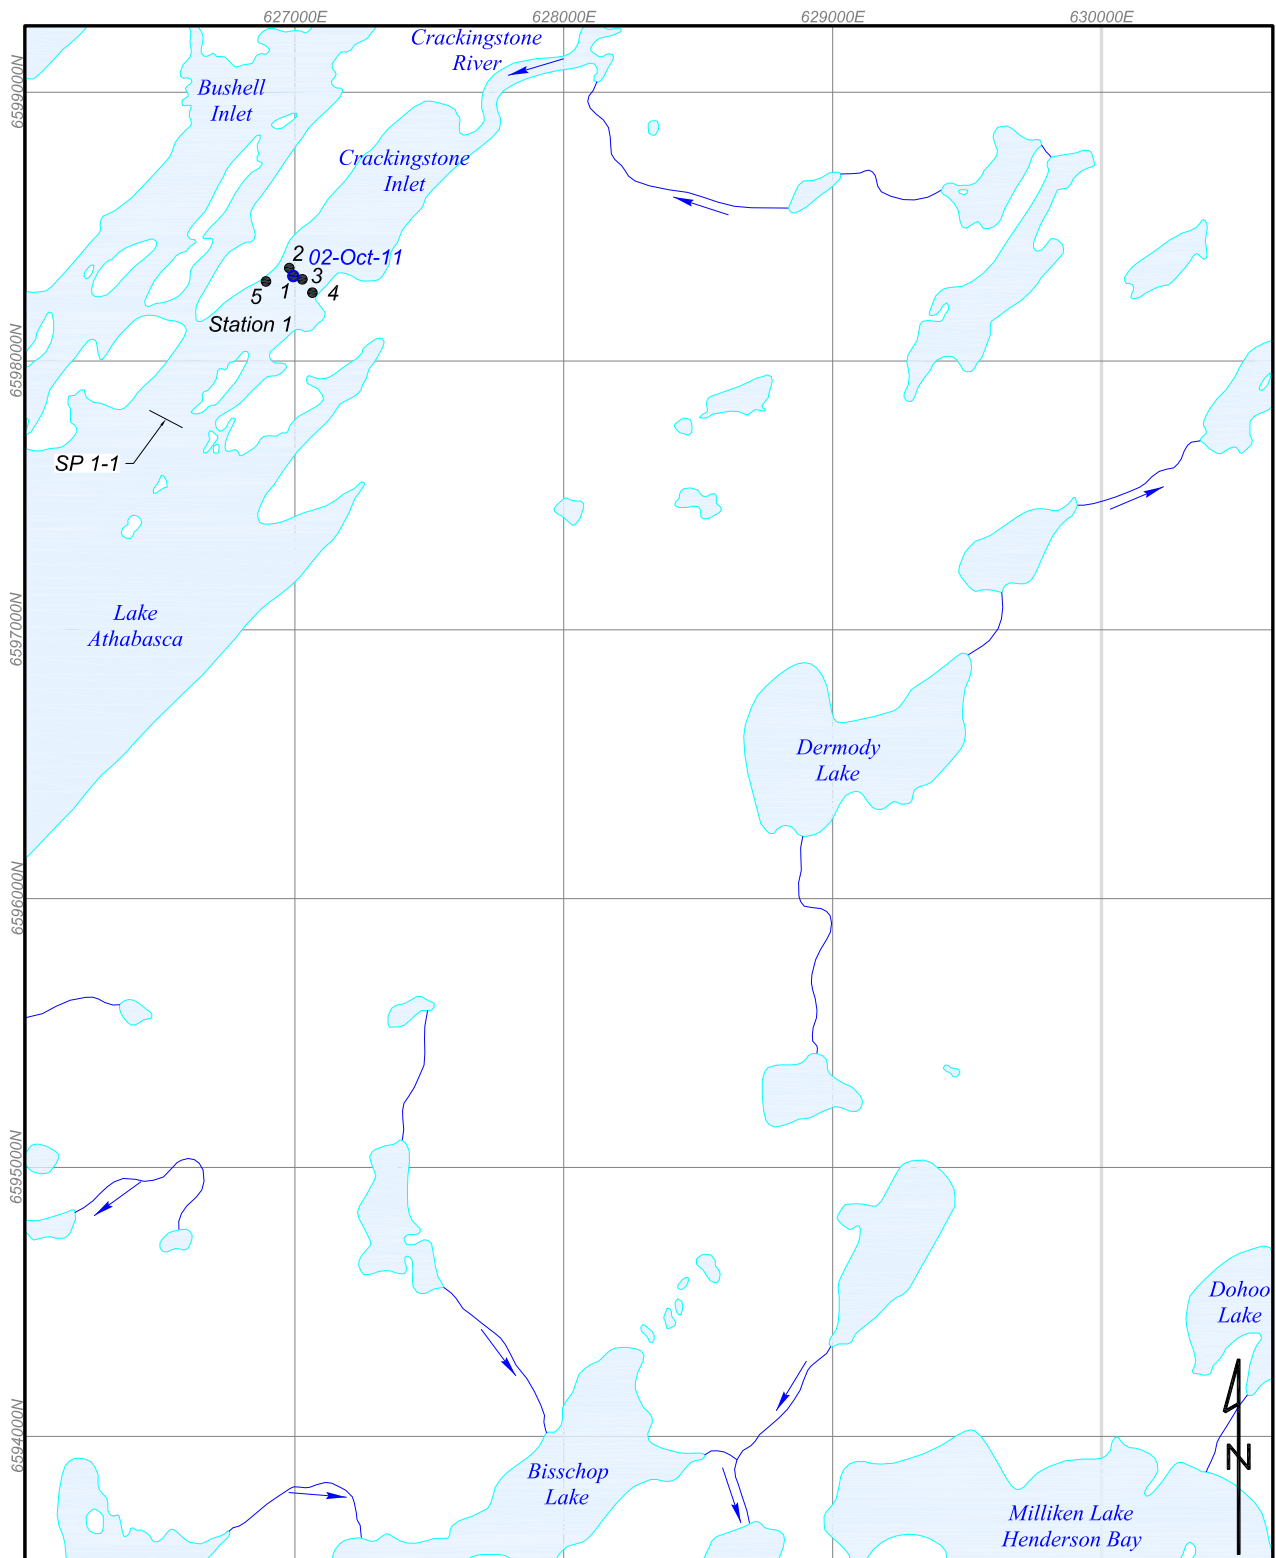 627000E
628000E
629000E
630000E
6599000N
6598000N
6597000N
6596000N
6595000N
6594000N
Crackingstone
River
Bushell
Inlet
Crackingstone
Inlet
2
02-Oct-11
3
1
5
4
Station 1
SP 1-1
Lake
Athabasca
Dermody
Lake
Dohoo
Lake
N
Bisschop
Lake
Milliken Lake
Henderson Bay